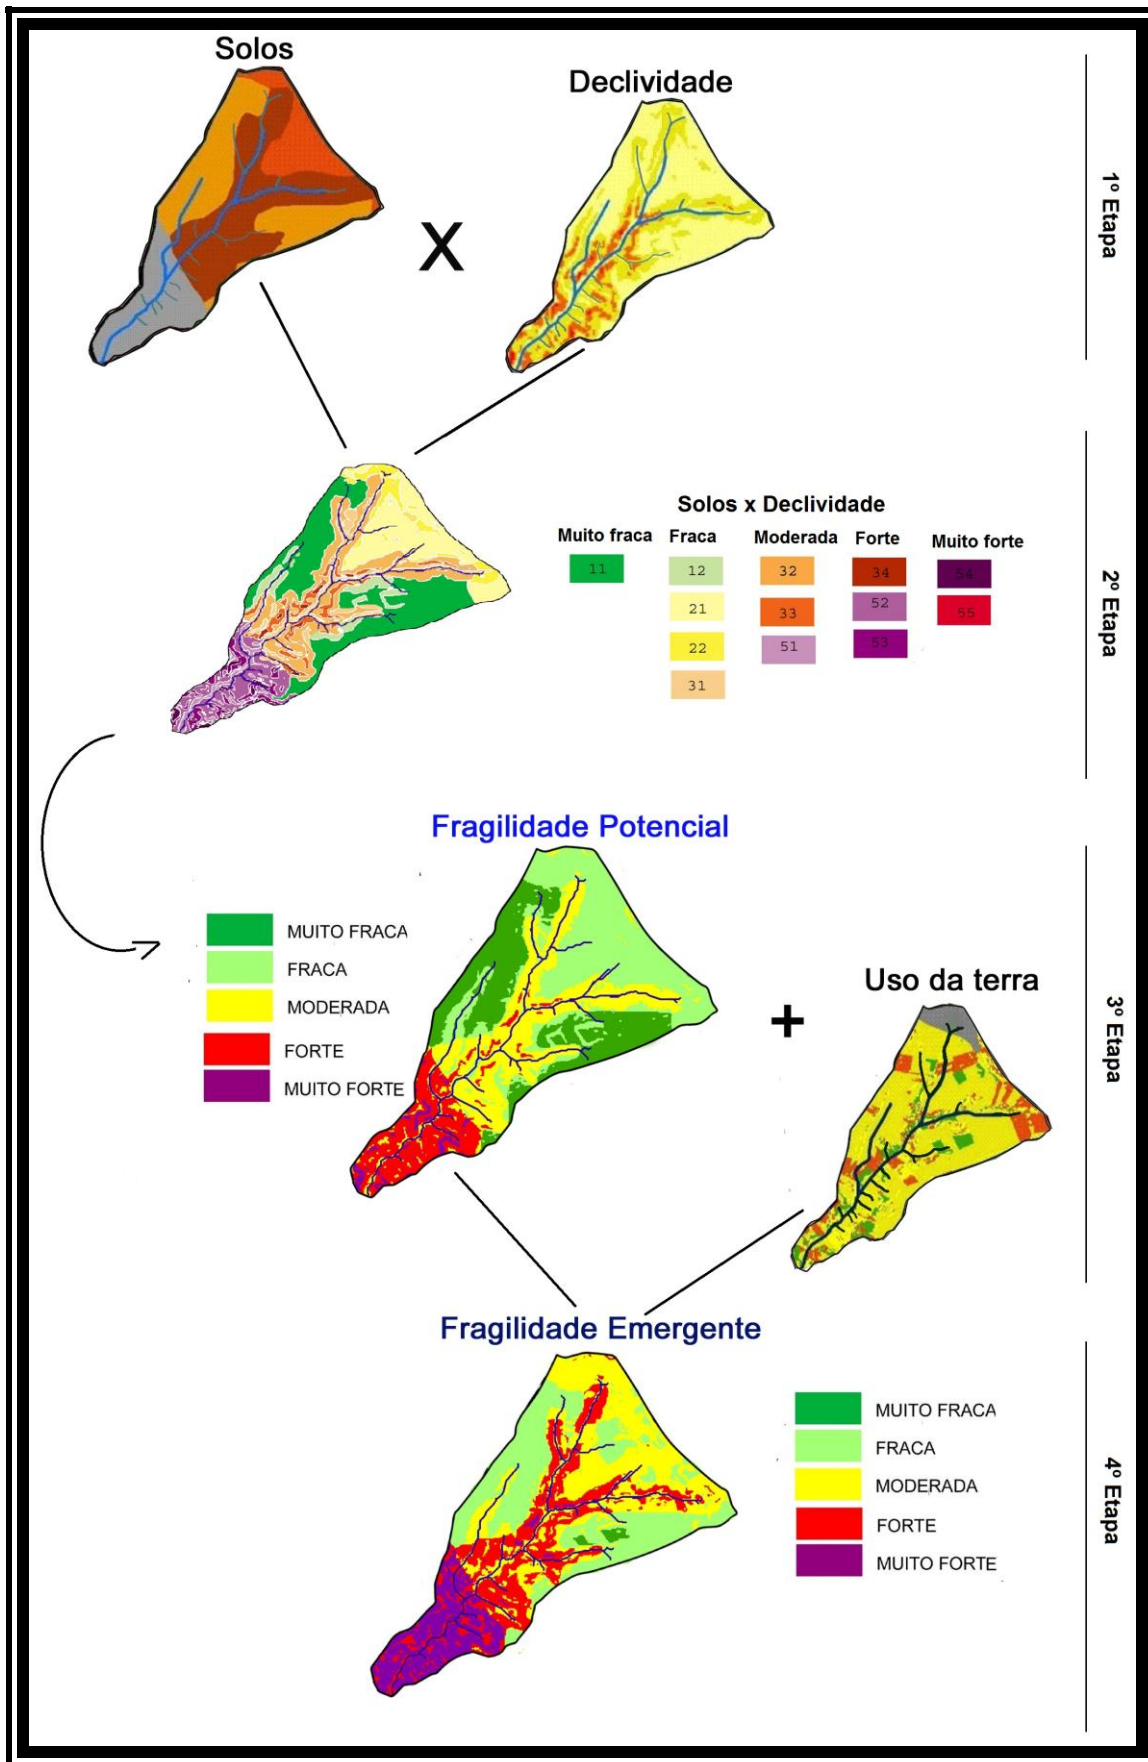 Solos
Declividade
X
1º Etapa
Solos x Declividade
Muito fraca Fraca Moderada Forte Muito forte
11 12 32 34 54
21 33 52 55
22 51 53
31
2º Etapa
Fragilidade Potencial
MUITO FRACA
FRACA
MODERADA
FORTE
MUITO FORTE
+
Uso da terra
3º Etapa
Fragilidade Emergente
MUITO FRACA
FRACA
MODERADA
FORTE
MUITO FORTE
4º Etapa